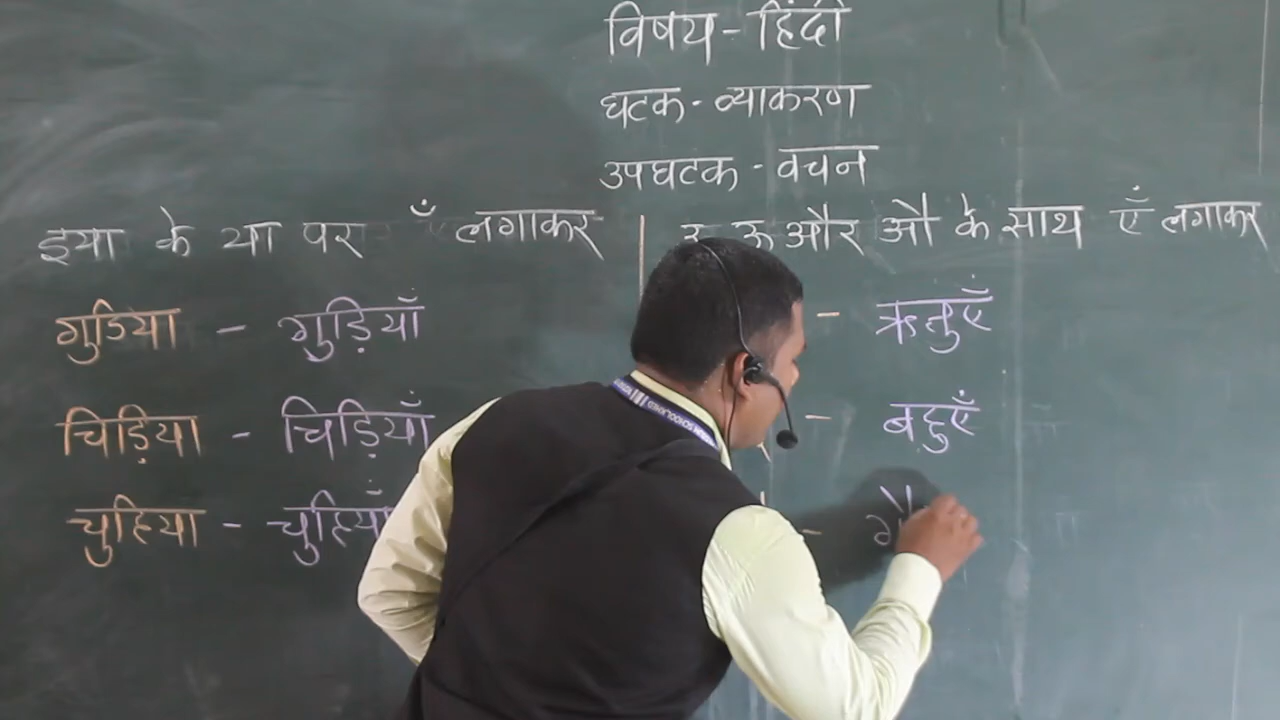 विषय - हिंदी
घटक - व्याकरण
उपघटक - वचन
इया के या पर ँ लगाकर
ऊ और औ के साथ एँ लगाकर
गुडिया - गुड़ियाँ
- ऋतुएँ
चिड़िया - चिड़ियाँ
- बहुएँ
चुहिया - चुहियाँ
-